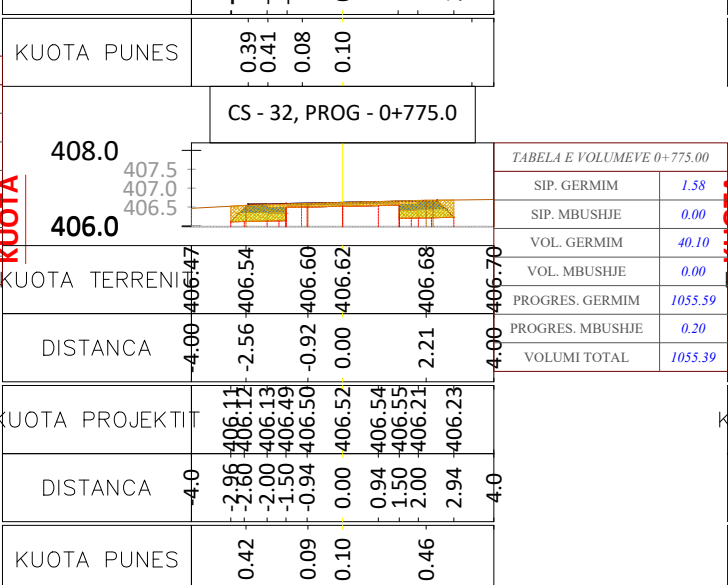 KUOTA PUNES 0.39 0.41 0.08 0.10
CS - 32, PROG - 0+775.0
KUOTA
408.0
407.5
407.0
406.5
406.0
TABELA E VOLUMEVE 0+775.00
SIP. GERMIM 1.58
SIP. MBUSHJE 0.00
VOL. GERMIM 40.10
VOL. MBUSHJE 0.00
PROGRES. GERMIM 1055.59
PROGRES. MBUSHJE 0.20
VOLUMI TOTAL 1055.39
KUOTA TERRENIT 406.47 406.54 406.60 406.62 406.68 406.70
DISTANCA -4.00 -2.56 -0.92 0.00 2.21 4.00
KUOTA PROJEKTIT 406.11 406.12 406.13 406.49 406.50 406.52 406.54 406.55 406.21 406.23
DISTANCA -4.0 -2.96 -2.60 -2.00 -1.50 -0.94 0.00 0.94 1.50 2.00 2.94 4.0
KUOTA PUNES 0.42 0.09 0.10 0.46